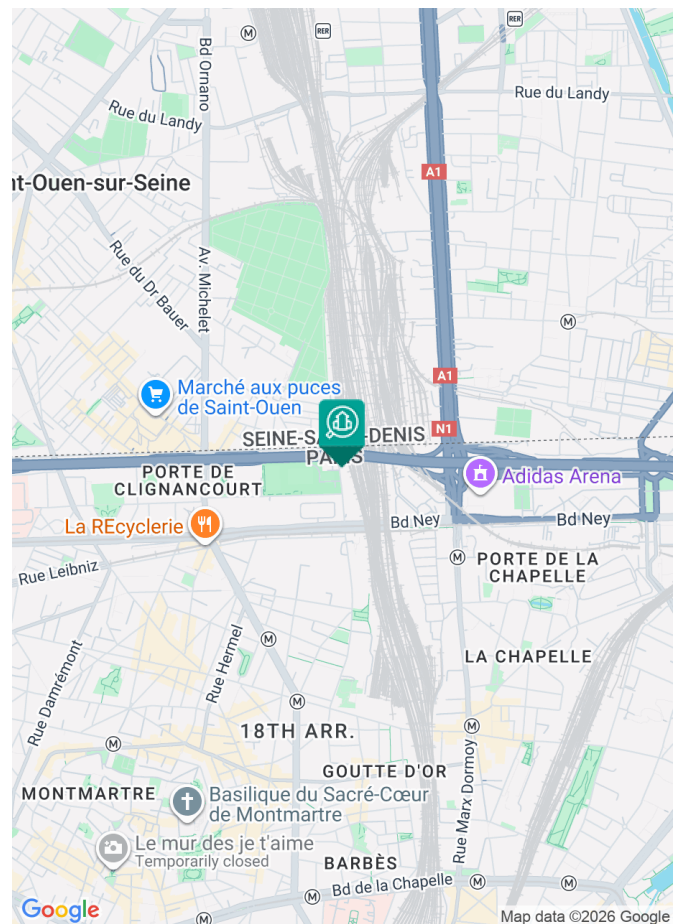 M
RER
RER
Bd Ornano
Rue du Landy
Rue du Landy
A1
nt-Ouen-sur-Seine
Av. Michelet
Rue du Dr Bauer
M
A1
Marché aux puces
de Saint-Ouen
N1
PORTE DE
CLIGNANCOURT
Adidas Arena
La REcyclerie
Bd Ney
Bd Ney
Rue Leibniz
M
PORTE DE LA
CHAPELLE
Rue Damrémont
Rue Hermel
M
LA CHAPELLE
M
M
18TH ARR.
M
GOUTTE D'OR
Rue Marx Dormoy
MONTMARTRE
Basilique du Sacré-Cœur
de Montmartre
Le mur des je t'aime
Temporarily closed
BARBÈS
Bd de la Chapelle
M
M
Google
Map data ©2026 Google